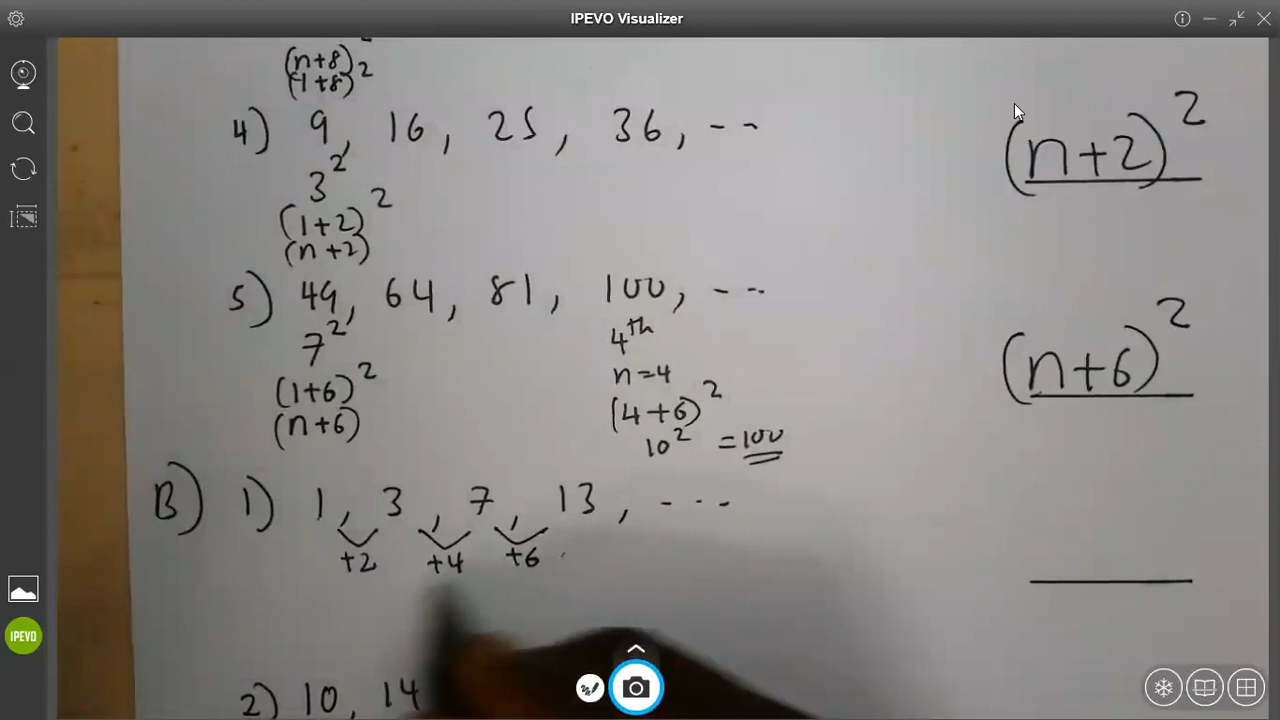 IPEVO Visualizer
(n+8)²
(1+8)²
4) 9, 16, 25, 36, --
(n+2)²
3²
(1+2)²
(n+2)
5) 49, 64, 81, 100, --
7²
4th
(n+6)²
(1+6)²
n=4
(n+6)
(4+6)²
10² =100
B) 1) 1, 3, 7, 13, ---
+2 +4 +6
2) 10, 14
IPEVO